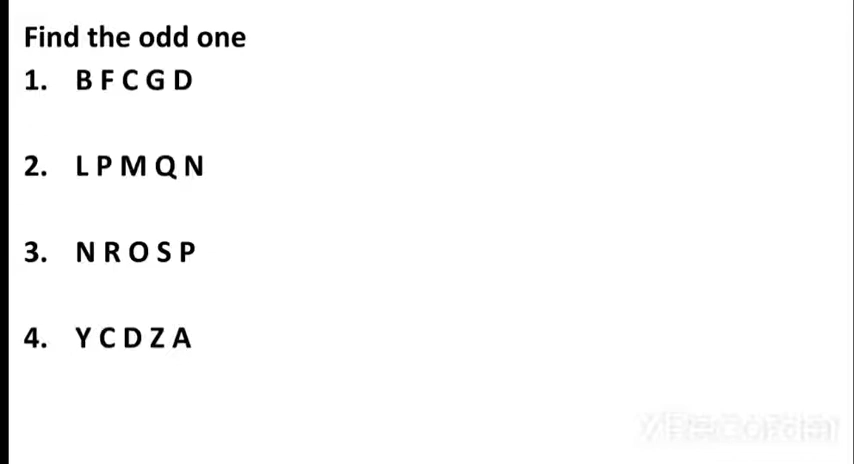 Find the odd one
1. B F C G D
2. L P M Q N
3. N R O S P
4. Y C D Z A